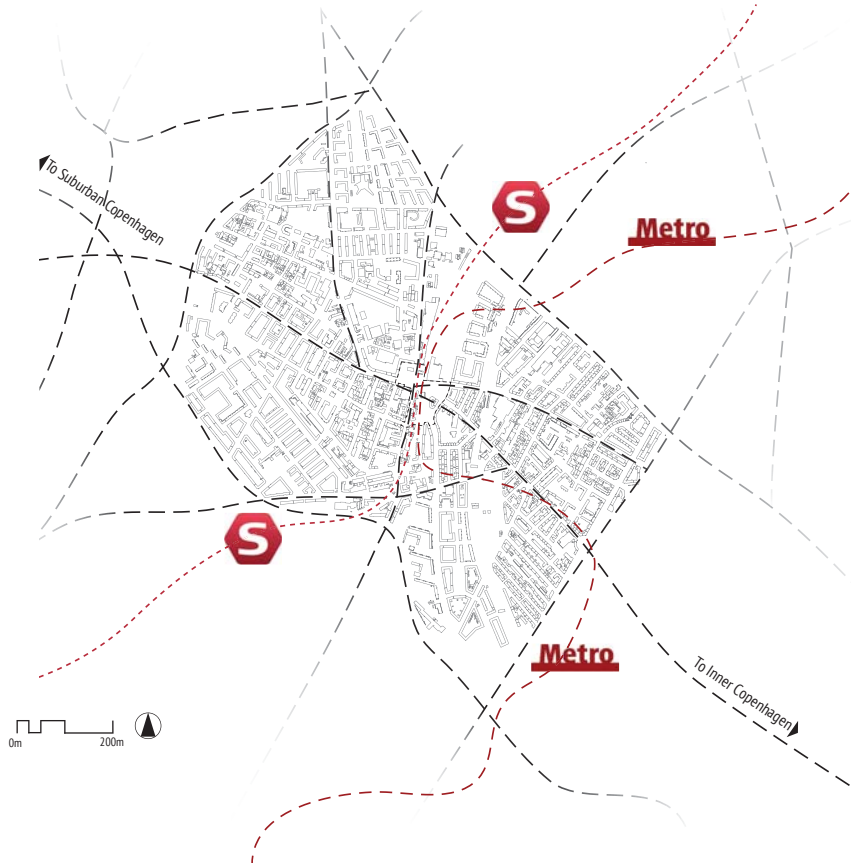 To Suburban Copenhagen
S
Metro
S
Metro
To Inner Copenhagen
0m
200m